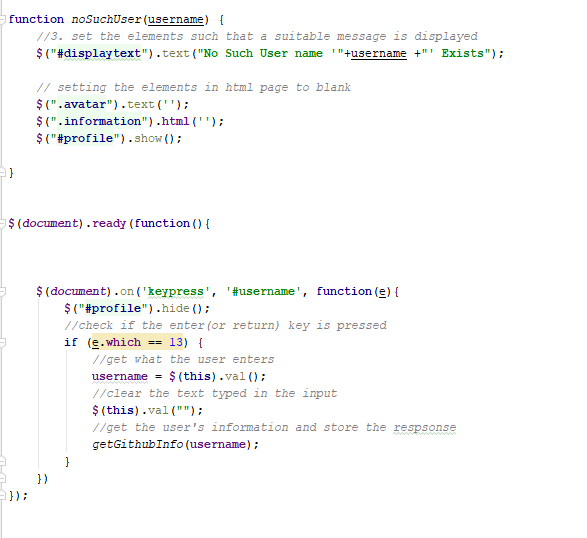 function noSuchUser(username) {
//3. set the elements such that a suitable message is displayed
$("#displaytext").text("No Such User name '"+username +"' Exists");
// setting the elements in html page to blank
$(".avatar").text('');
$(".information").html('');
$("#profile").show();
}
$(document).ready(function(){
$(document).on('keypress', '#username', function(e){
$("#profile").hide();
//check if the enter(or return) key is pressed
if (e.which == 13) {
//get what the user enters
username = $(this).val();
//clear the text typed in the input
$(this).val("");
//get the user's information and store the respsonse
getGithubInfo(username);
}
})
});